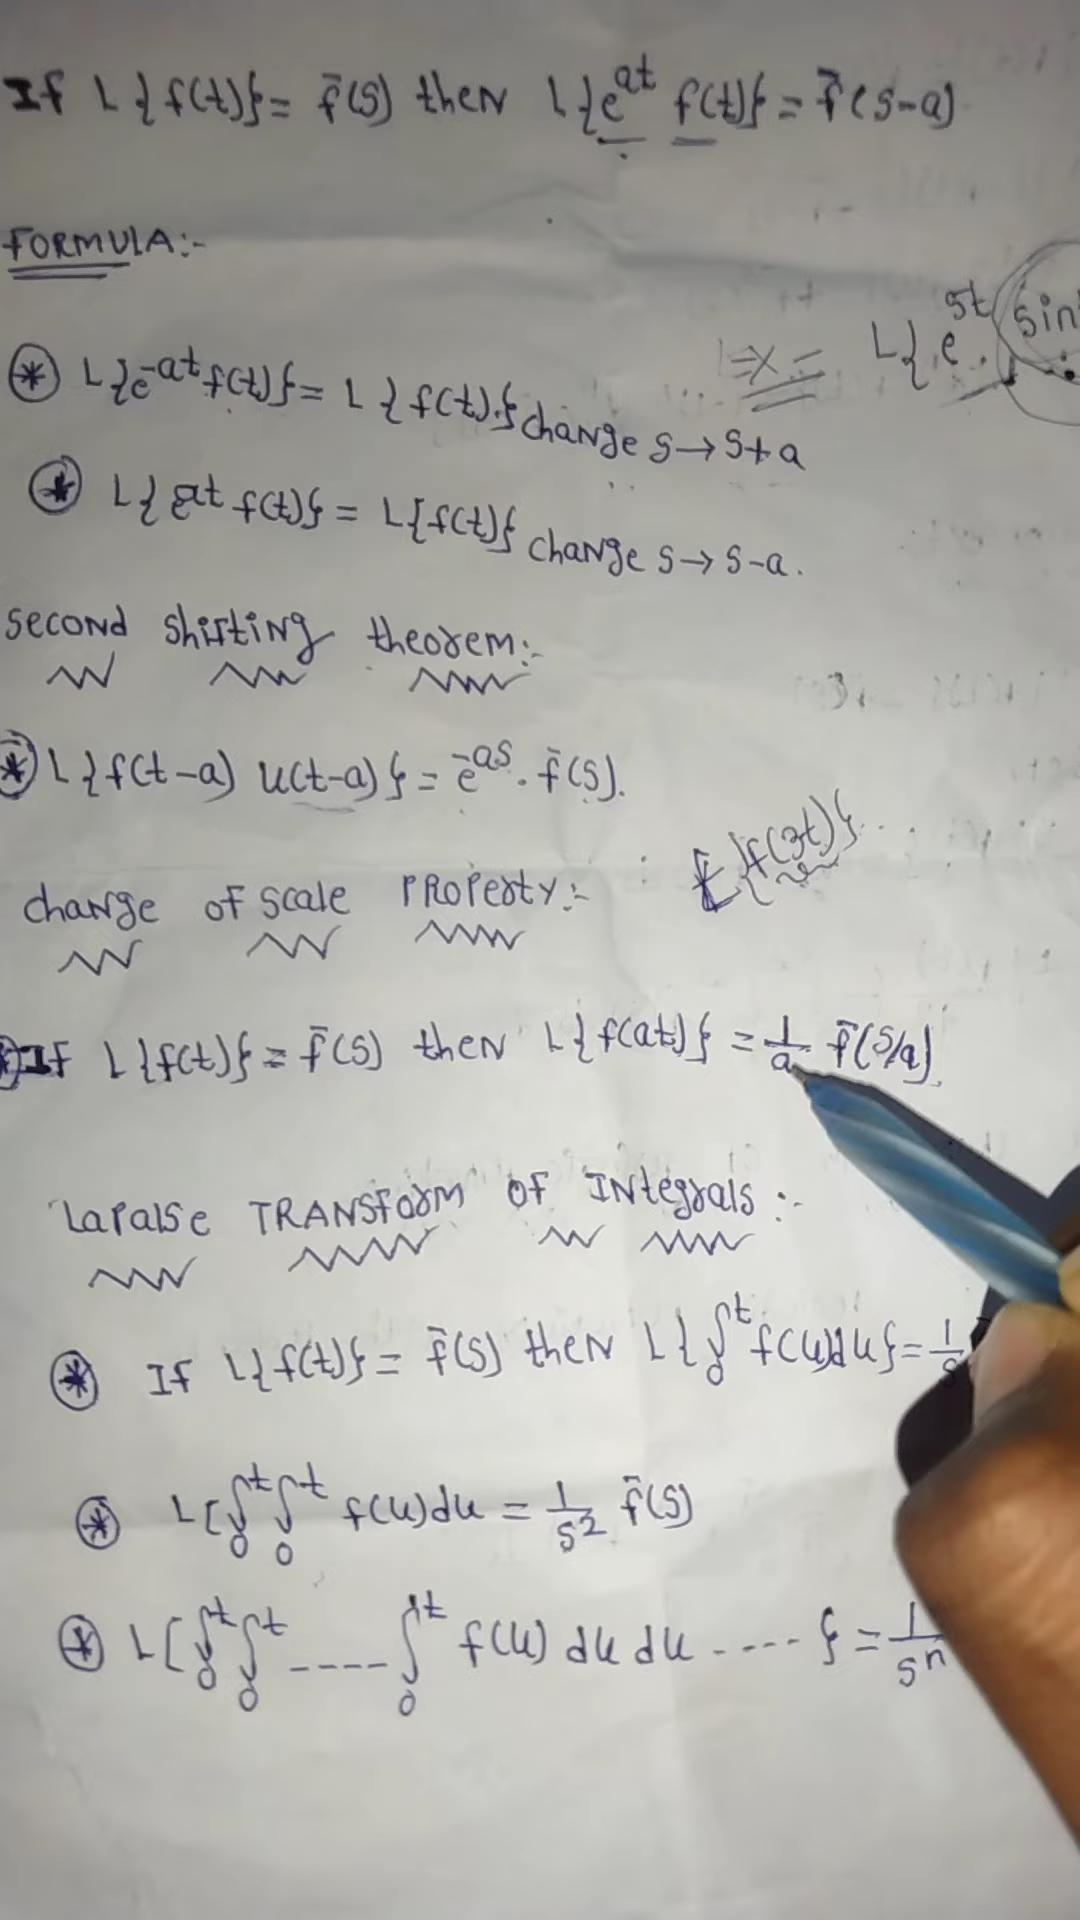 If L{f(t)} = f̄(s) then L{e^at f(t)} = f̄(s-a)
FORMULA:-
L{e^5t sin
* L{e^-at f(t)} = L{f(t)} change s→s+a
* L{e^at f(t)} = L[f(t)} change s→s-a.
second shifting theorem:-
* L{f(t-a) u(t-a)} = e^-as . f̄(s).
L{f(3t)}
change of scale PROPerty:-
* If L{f(t)} = f̄(s) then L{f(at)} = 1/a f̄(s/a)
Lapalse TRANSform OF INtegrals :-
* If L{f(t)} = f̄(s) then L{∫₀^t f(u)du} = 1/
* L[∫₀^t ∫₀^t f(u)du = 1/s² f̄(s)
* L[∫₀^t ∫₀^t ---- ∫₀^t f(u) du du ---- } = 1/s^n